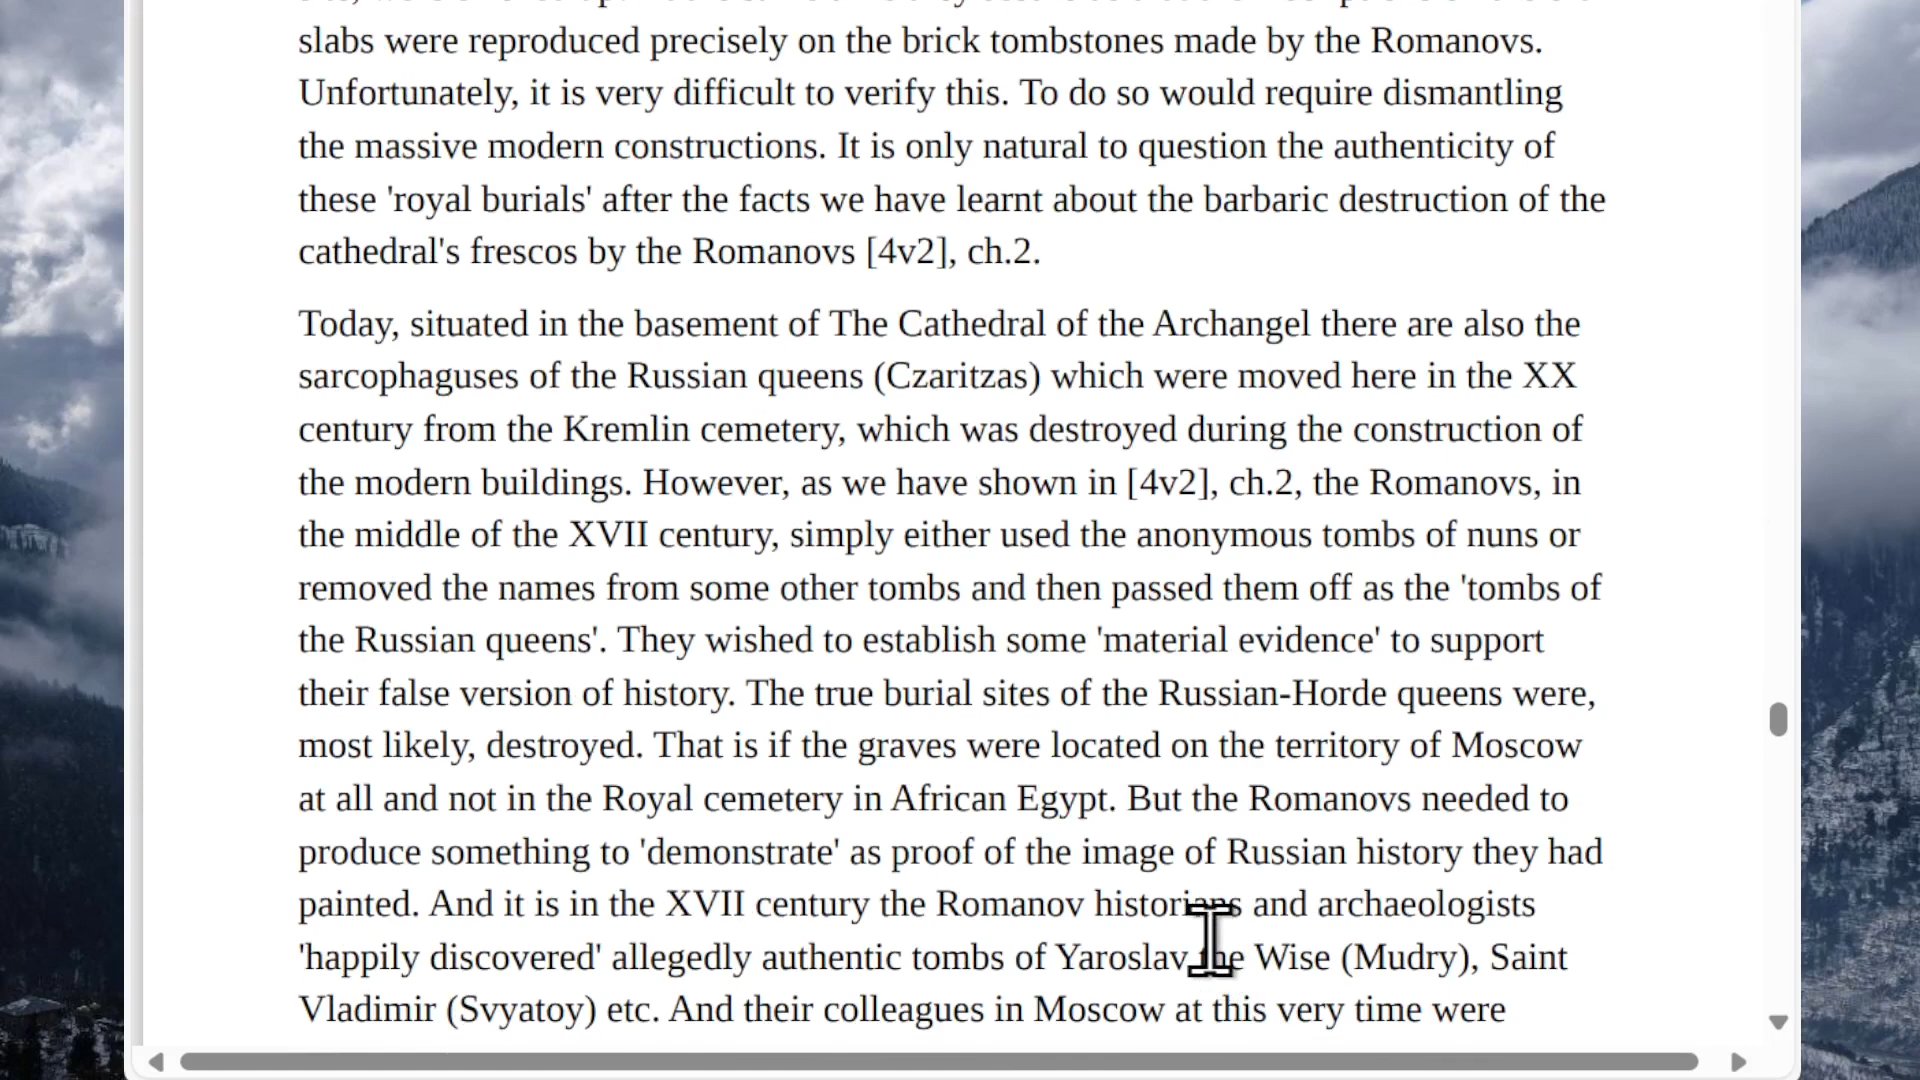 slabs were reproduced precisely on the brick tombstones made by the Romanovs.
Unfortunately, it is very difficult to verify this. To do so would require dismantling
the massive modern constructions. It is only natural to question the authenticity of
these 'royal burials' after the facts we have learnt about the barbaric destruction of the
cathedral's frescos by the Romanovs [4v2], ch.2.
Today, situated in the basement of The Cathedral of the Archangel there are also the
sarcophaguses of the Russian queens (Czaritzas) which were moved here in the XX
century from the Kremlin cemetery, which was destroyed during the construction of
the modern buildings. However, as we have shown in [4v2], ch.2, the Romanovs, in
the middle of the XVII century, simply either used the anonymous tombs of nuns or
removed the names from some other tombs and then passed them off as the 'tombs of
the Russian queens'. They wished to establish some 'material evidence' to support
their false version of history. The true burial sites of the Russian-Horde queens were,
most likely, destroyed. That is if the graves were located on the territory of Moscow
at all and not in the Royal cemetery in African Egypt. But the Romanovs needed to
produce something to 'demonstrate' as proof of the image of Russian history they had
painted. And it is in the XVII century the Romanov historians and archaeologists
'happily discovered' allegedly authentic tombs of Yaroslav the Wise (Mudry), Saint
Vladimir (Svyatoy) etc. And their colleagues in Moscow at this very time were